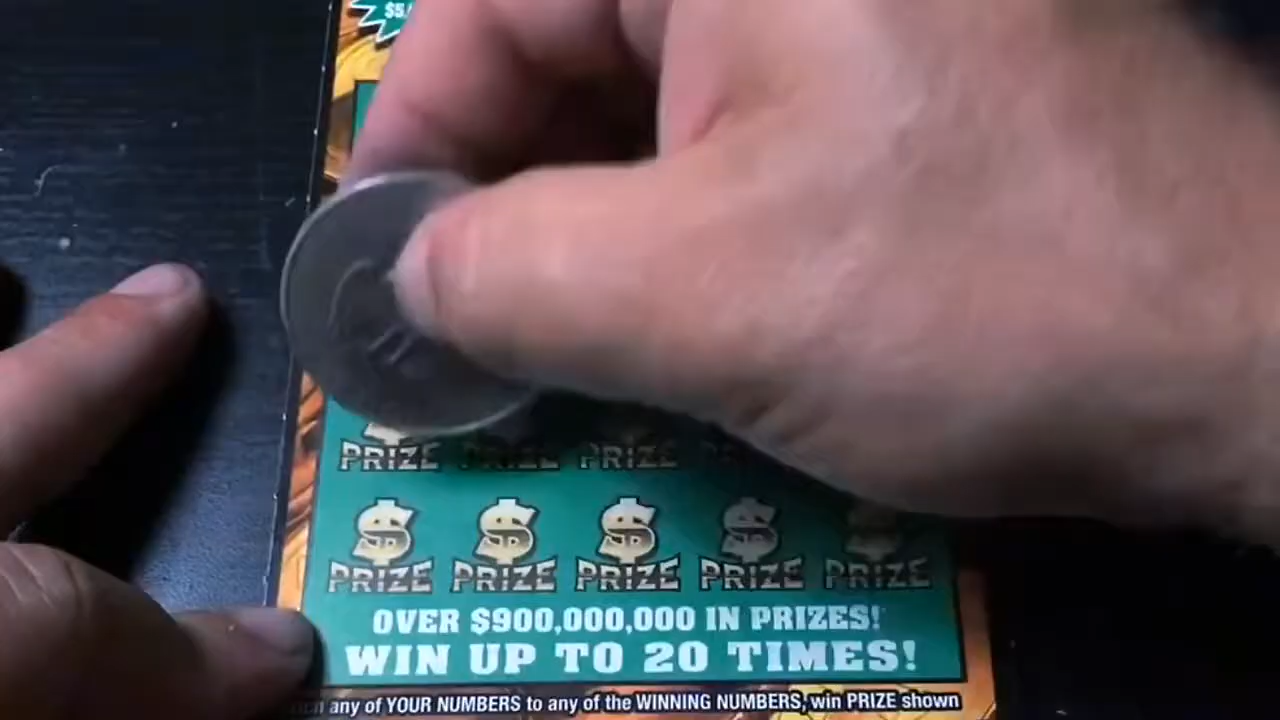 $5,
PRIZE PRIZE PRIZE
PRIZE PRIZE PRIZE PRIZE PRIZE
OVER $900,000,000 IN PRIZES!
WIN UP TO 20 TIMES!
any of YOUR NUMBERS to any of the WINNING NUMBERS, win PRIZE shown